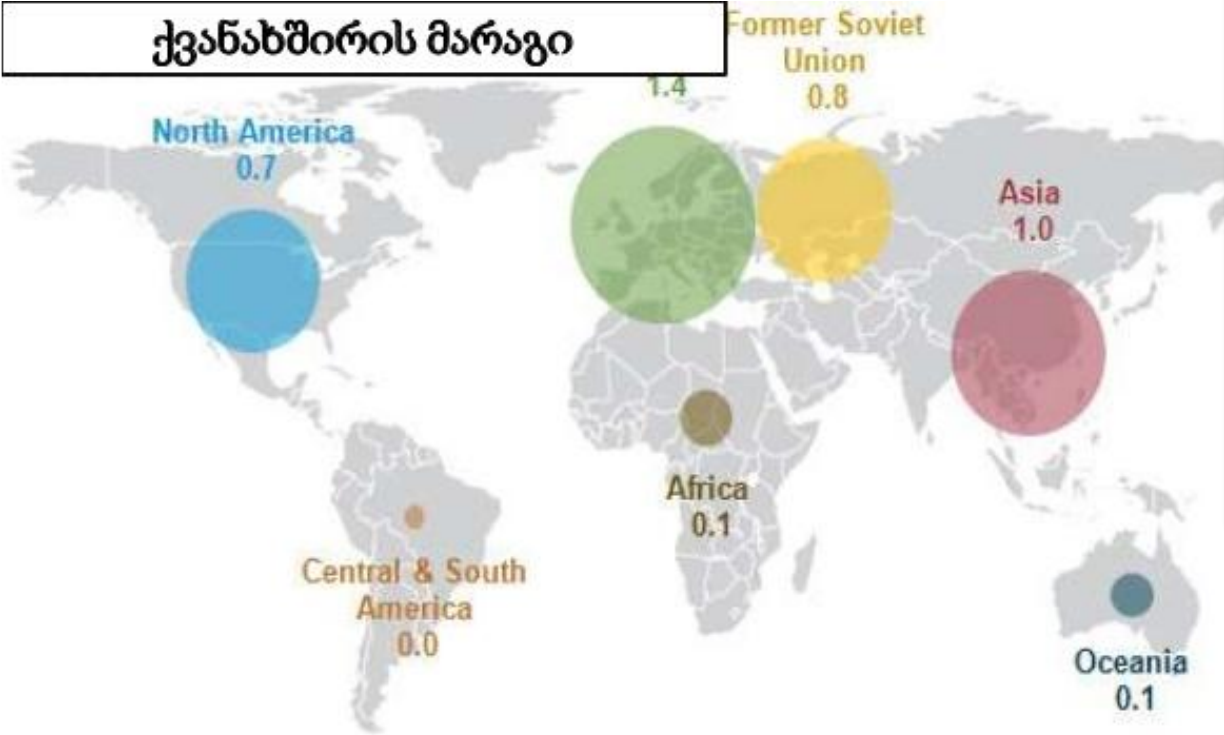 ქვანახშირის მარაგი
Former Soviet
Union
0.8
1.4
North America
0.7
Asia
1.0
Africa
0.1
Central & South
America
0.0
Oceania
0.1